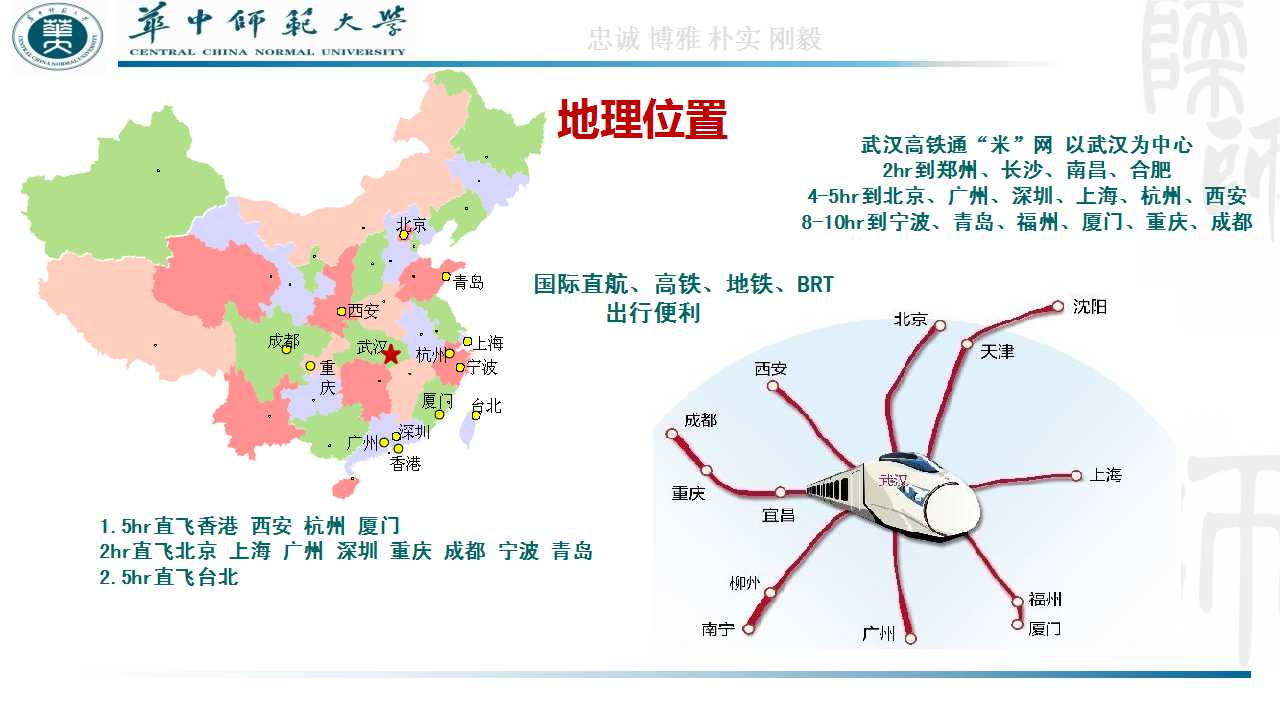 華中師範大學
CENTRAL CHINA NORMAL UNIVERSITY
忠诚 博雅 朴实 刚毅
地理位置
武汉高铁通“米”网 以武汉为中心
2hr到郑州、长沙、南昌、合肥
4-5hr到北京、广州、深圳、上海、杭州、西安
8-10hr到宁波、青岛、福州、厦门、重庆、成都
国际直航、高铁、地铁、BRT
出行便利
北京
青岛
西安
成都
武汉
上海
杭州
宁波
重
庆
厦门
台北
深圳
广州
香港
1.5hr直飞香港 西安 杭州 厦门
2hr直飞北京 上海 广州 深圳 重庆 成都 宁波 青岛
2.5hr直飞台北
沈阳
北京
天津
西安
成都
上海
武汉
重庆
宜昌
柳州
福州
南宁
广州
厦门